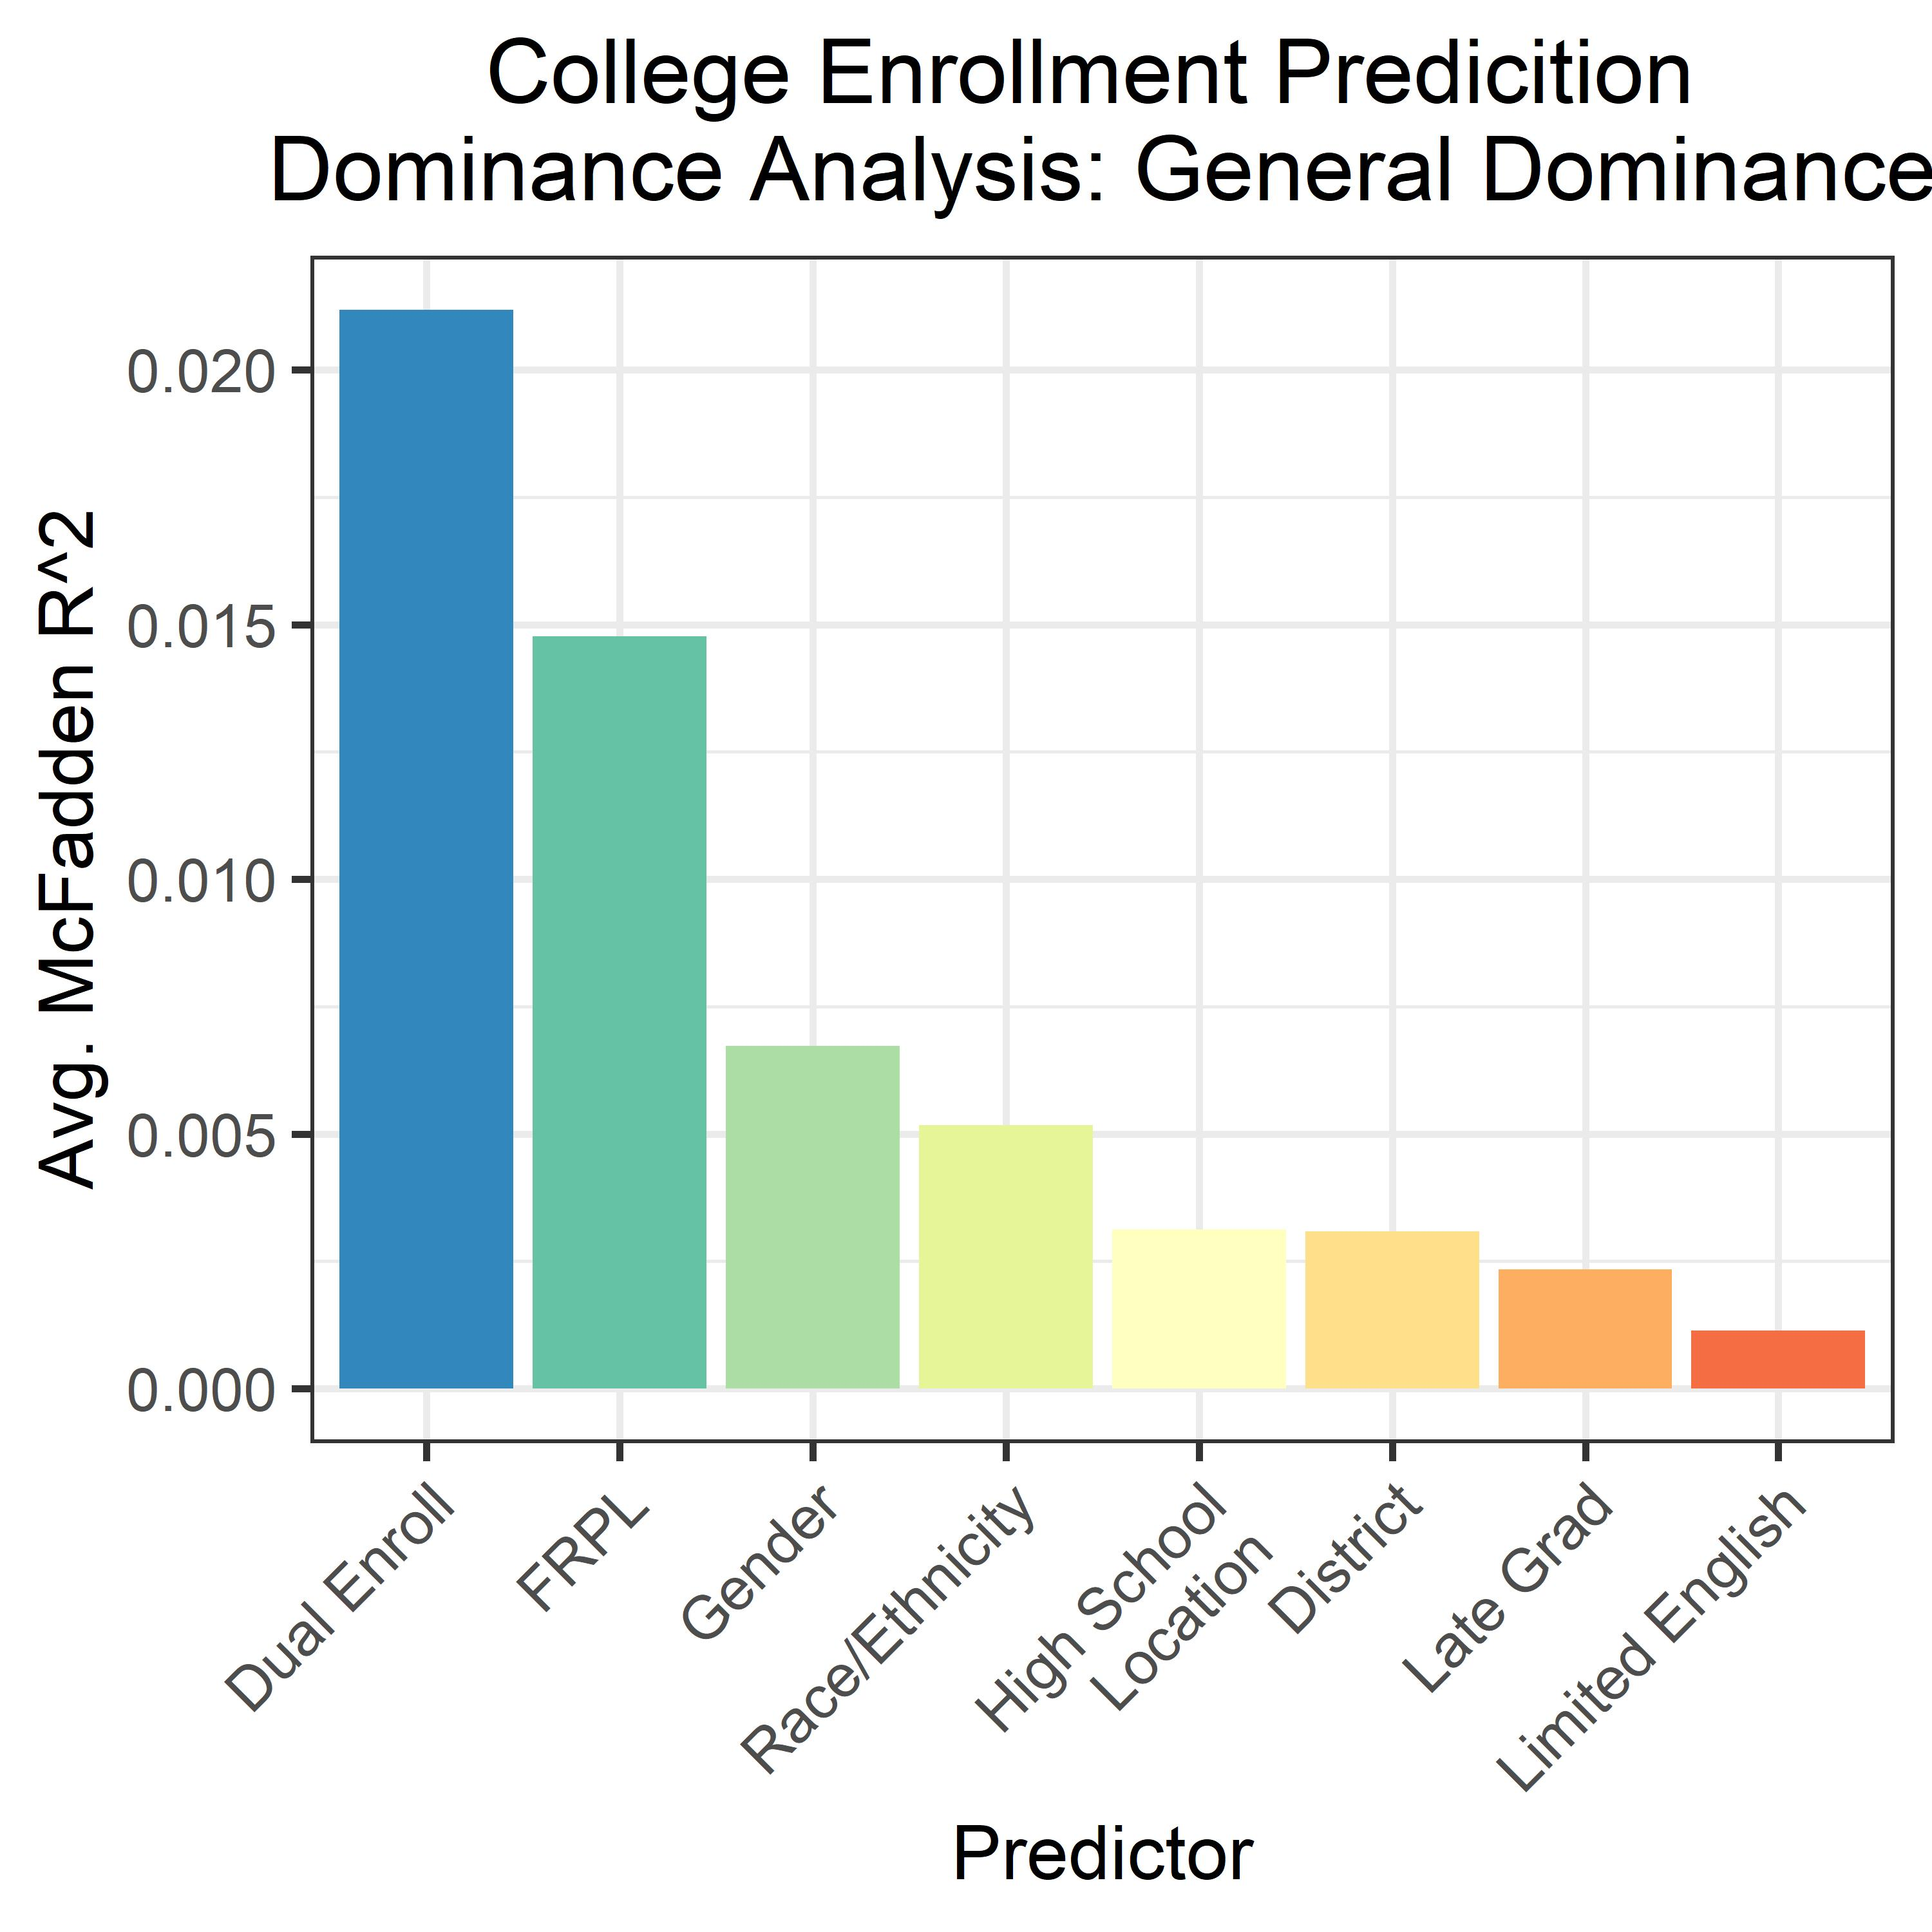 College Enrollment Predicition
Dominance Analysis: General Dominance
Avg. McFadden R^2
0.020
0.015
0.010
0.005
0.000
Dual Enroll
FRPL
Gender
Race/Ethnicity
High School
Location
District
Late Grad
Limited English
Predictor